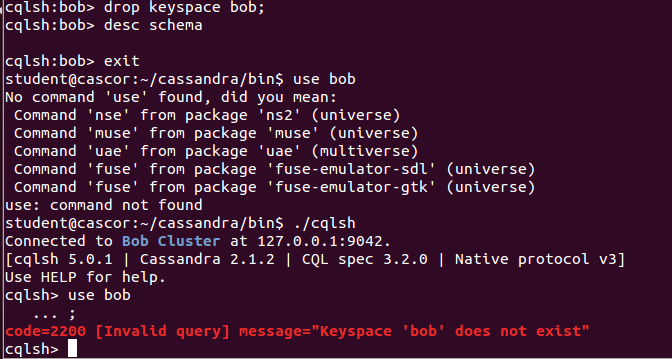 cqlsh:bob> drop keyspace bob;
cqlsh:bob> desc schema
cqlsh:bob> exit
student@cascor:~/cassandra/bin$ use bob
No command 'use' found, did you mean:
 Command 'nse' from package 'ns2' (universe)
 Command 'muse' from package 'muse' (universe)
 Command 'uae' from package 'uae' (multiverse)
 Command 'fuse' from package 'fuse-emulator-sdl' (universe)
 Command 'fuse' from package 'fuse-emulator-gtk' (universe)
use: command not found
student@cascor:~/cassandra/bin$ ./cqlsh
Connected to Bob Cluster at 127.0.0.1:9042.
[cqlsh 5.0.1 | Cassandra 2.1.2 | CQL spec 3.2.0 | Native protocol v3]
Use HELP for help.
cqlsh> use bob
   ... ;
code=2200 [Invalid query] message="Keyspace 'bob' does not exist"
cqlsh>